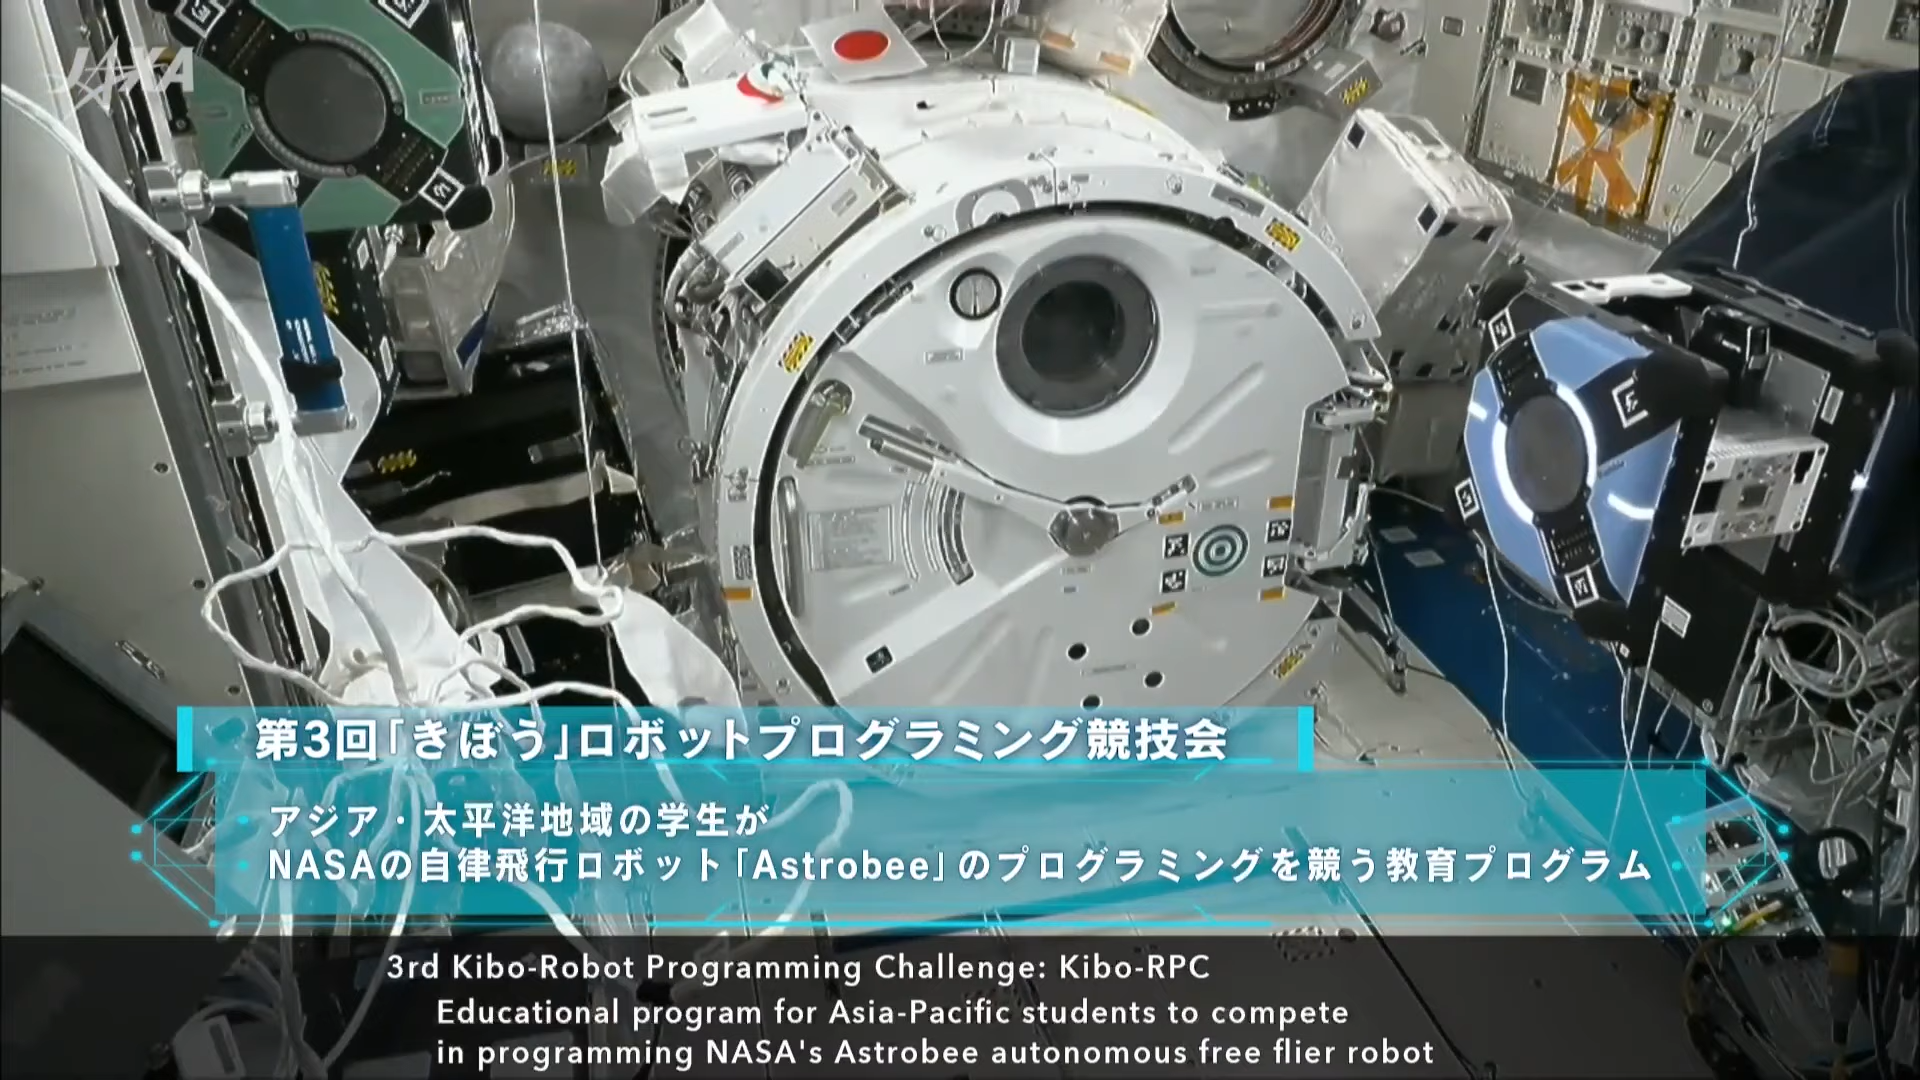 JAXA
第3回「きぼう」ロボットプログラミング競技会
アジア・太平洋地域の学生が
NASAの自律飛行ロボット「Astrobee」のプログラミングを競う教育プログラム
3rd Kibo-Robot Programming Challenge: Kibo-RPC
Educational program for Asia-Pacific students to compete
in programming NASA's Astrobee autonomous free flier robot